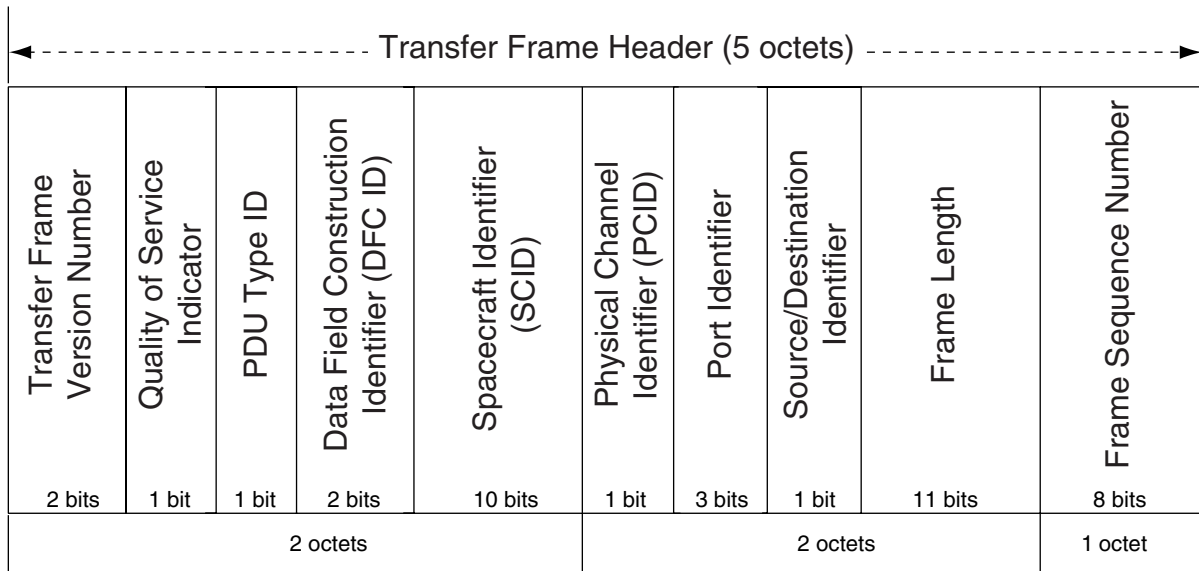 Transfer Frame Header (5 octets)
Transfer Frame
Version Number
Quality of Service
Indicator
PDU Type ID
Data Field Construction
Identifier (DFC ID)
Spacecraft Identifier
(SCID)
Physical Channel
Identifier (PCID)
Port Identifier
Source/Destination
Identifier
Frame Length
Frame Sequence Number
2 bits
1 bit
1 bit
2 bits
10 bits
1 bit
3 bits
1 bit
11 bits
8 bits
2 octets
2 octets
1 octet